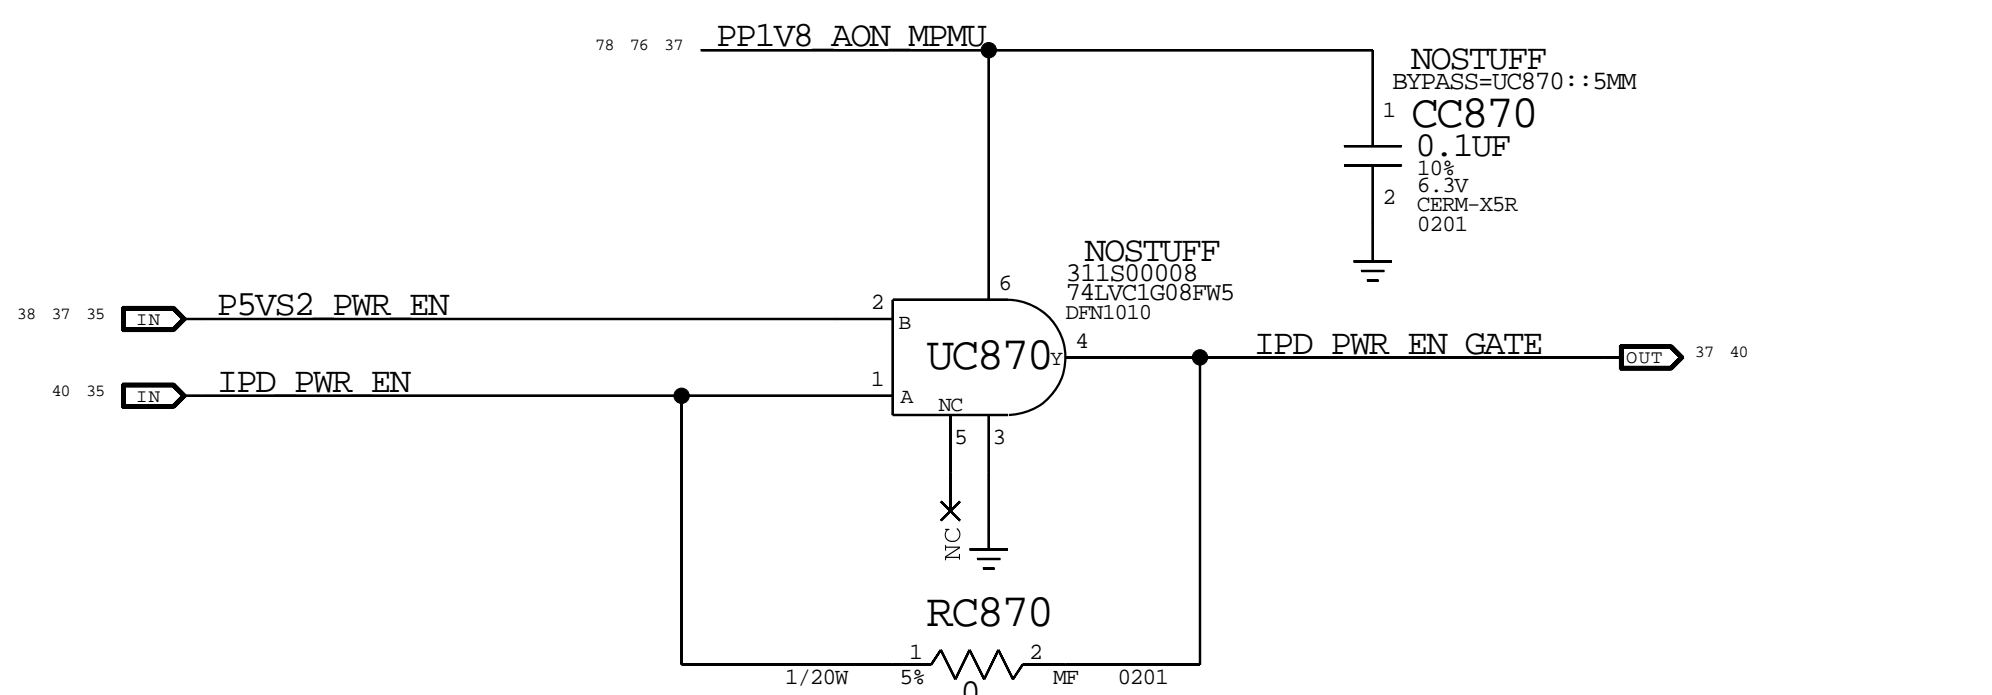 78 76 37 PP1V8_AON_MPMU
NOSTUFF
BYPASS=UC870::5MM
1 CC870
0.1UF
10%
6.3V
2 CERM-X5R
0201
NOSTUFF
311S00008
74LVC1G08FW5
DFN1010
6
38 37 35 IN P5VS2_PWR_EN 2 B
UC870 Y 4 IPD_PWR_EN_GATE OUT 37 40
40 35 IN IPD_PWR_EN 1 A
NC
5 3
NC
RC870
1 2
1/20W 5% 0 MF 0201